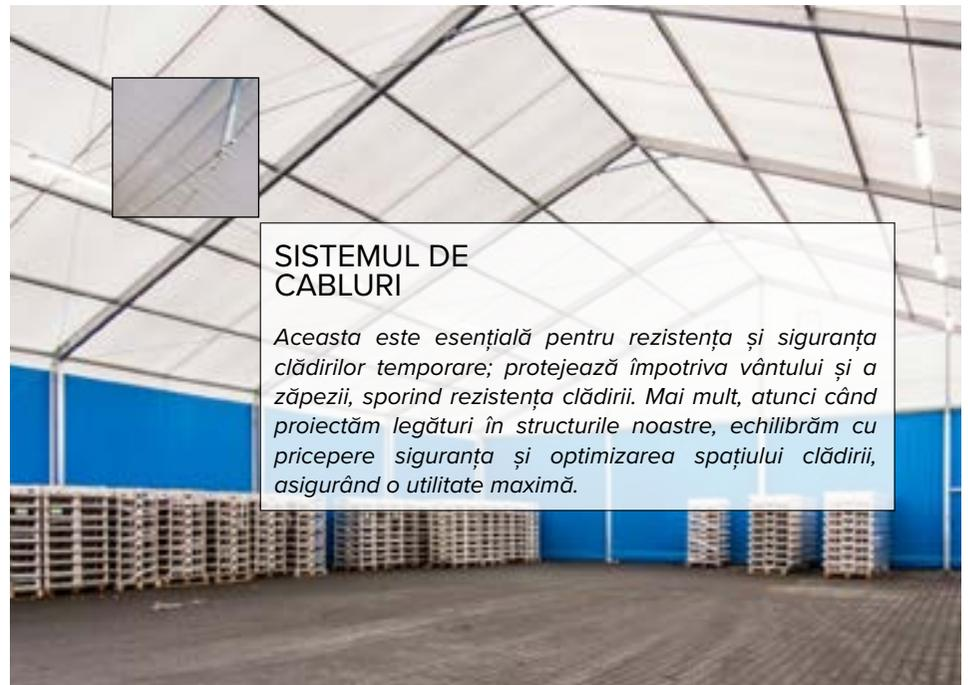 SISTEMUL DE
CABLURI
Aceasta este esențială pentru rezistența și siguranța
clădirilor temporare; protejează împotriva vântului și a
zăpezii, sporind rezistența clădirii. Mai mult, atunci când
proiectăm legături în structurile noastre, echilibrăm cu
pricepere siguranța și optimizarea spațiului clădirii,
asigurând o utilitate maximă.